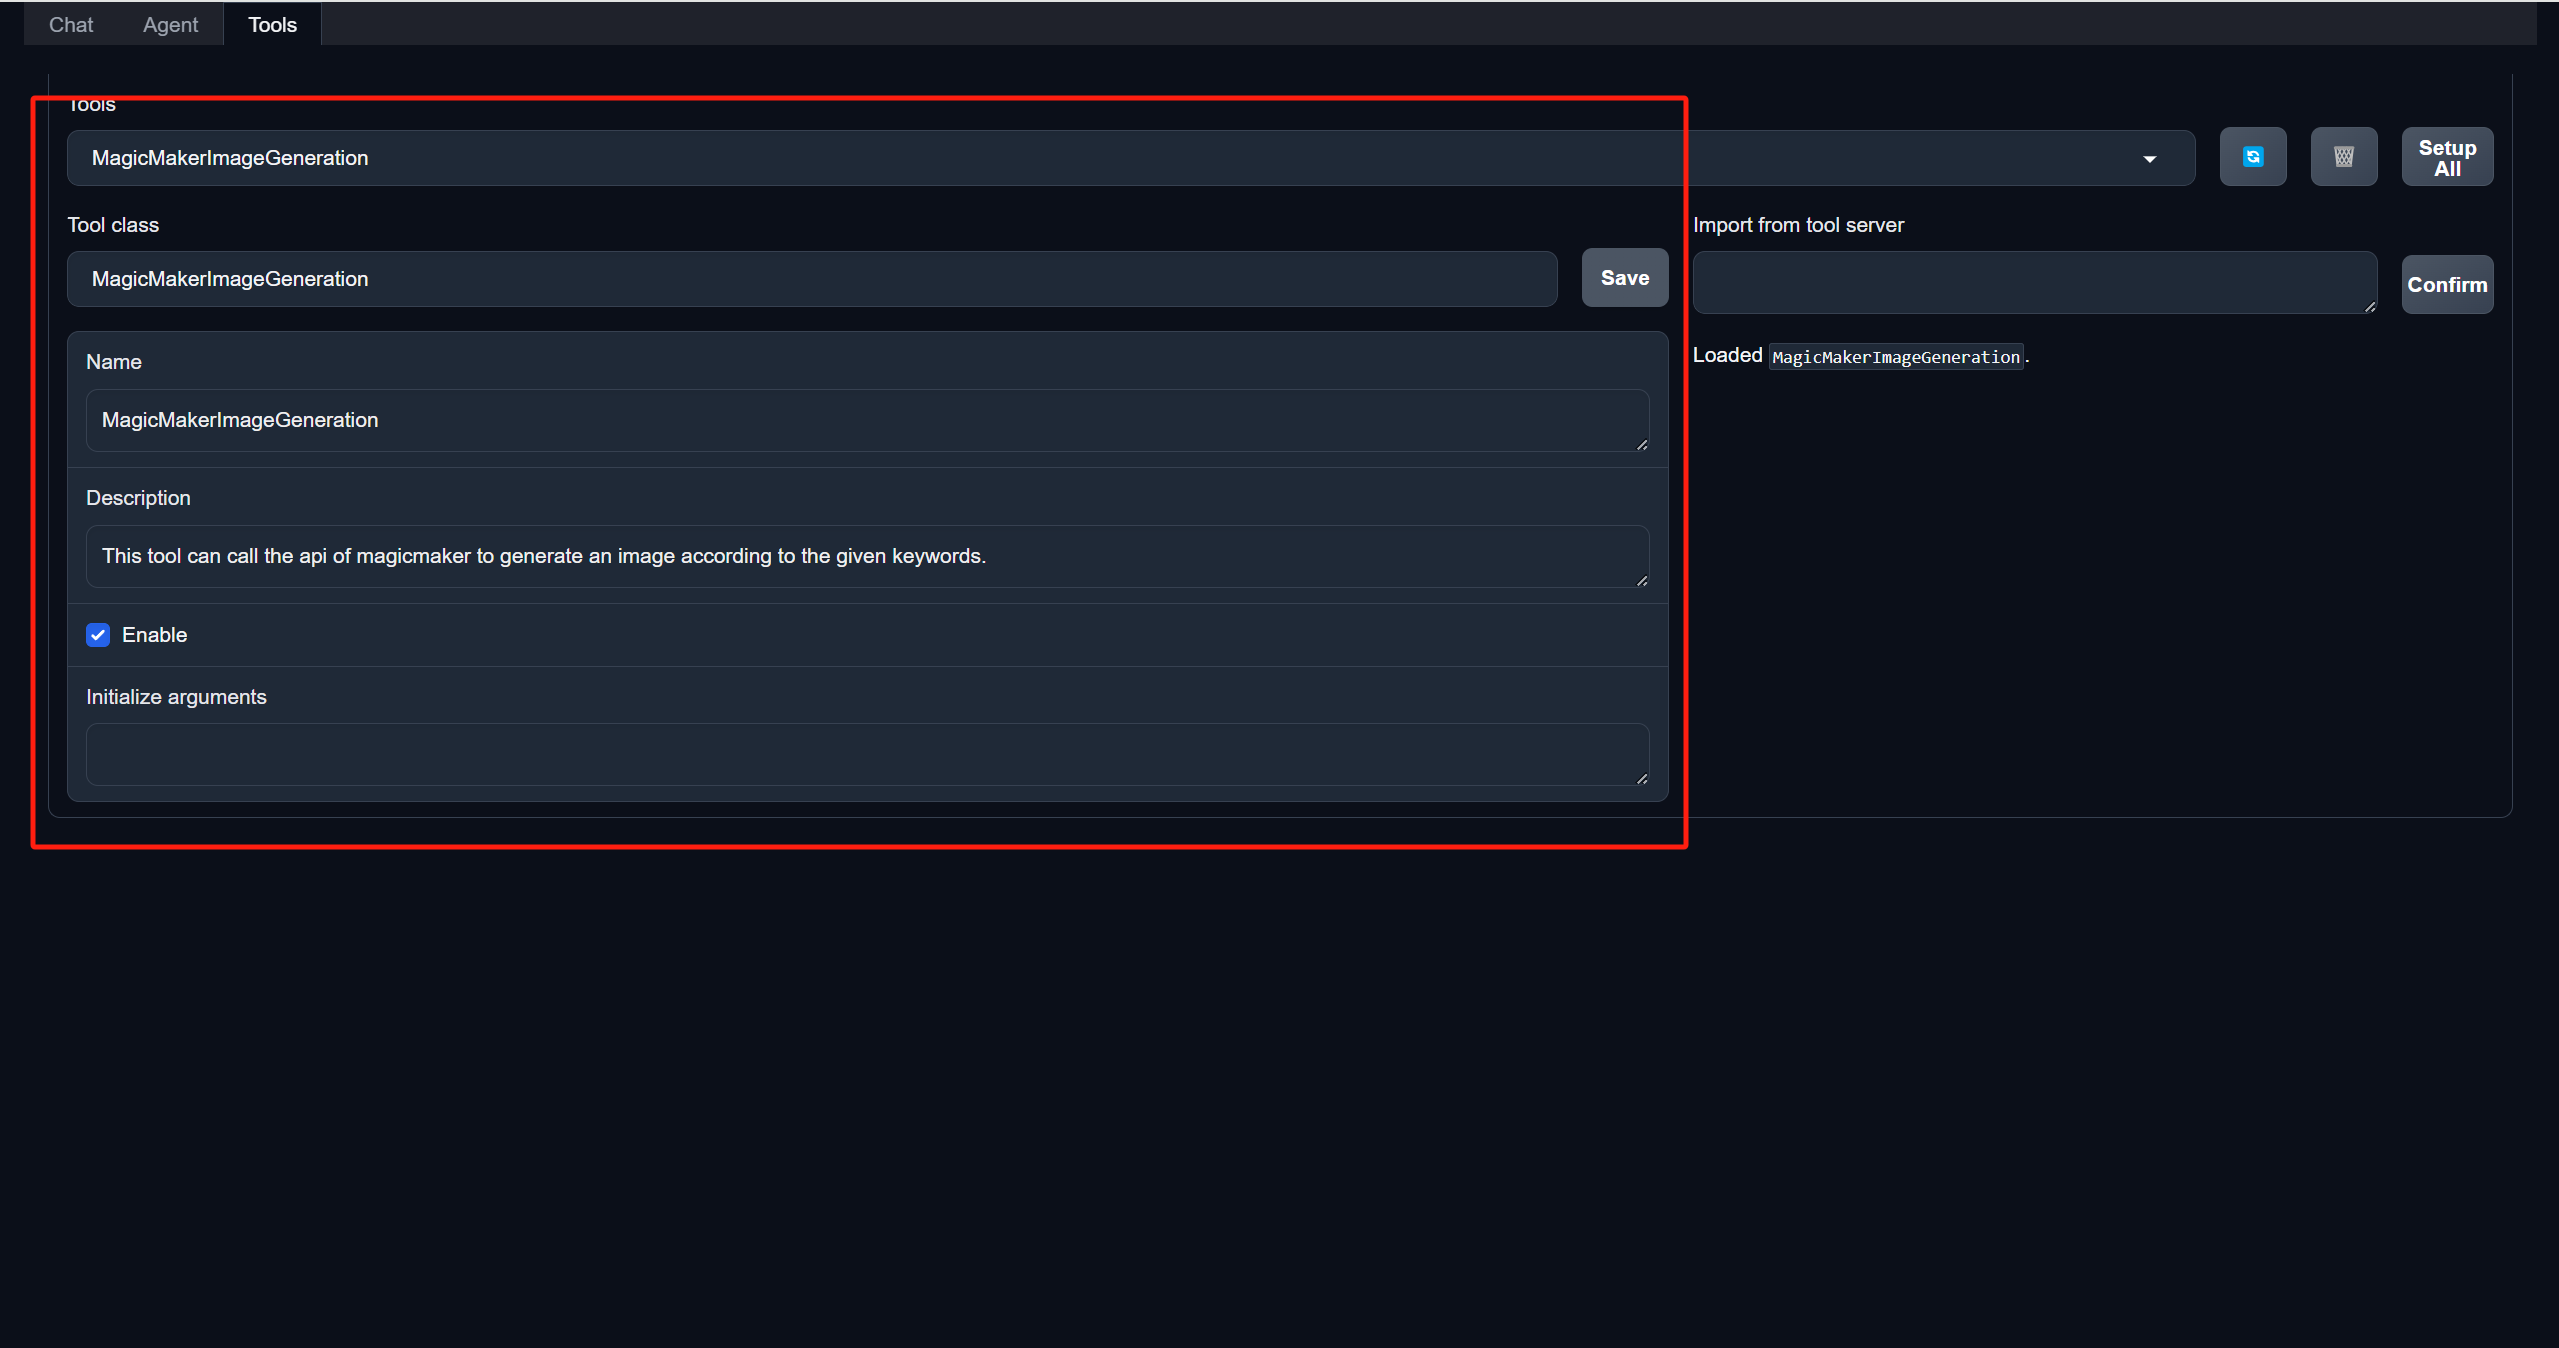 Chat Agent Tools
Tools
MagicMakerImageGeneration
Setup
All
Tool class
Import from tool server
MagicMakerImageGeneration
Save
Confirm
Name
Loaded MagicMakerImageGeneration.
MagicMakerImageGeneration
Description
This tool can call the api of magicmaker to generate an image according to the given keywords.
Enable
Initialize arguments